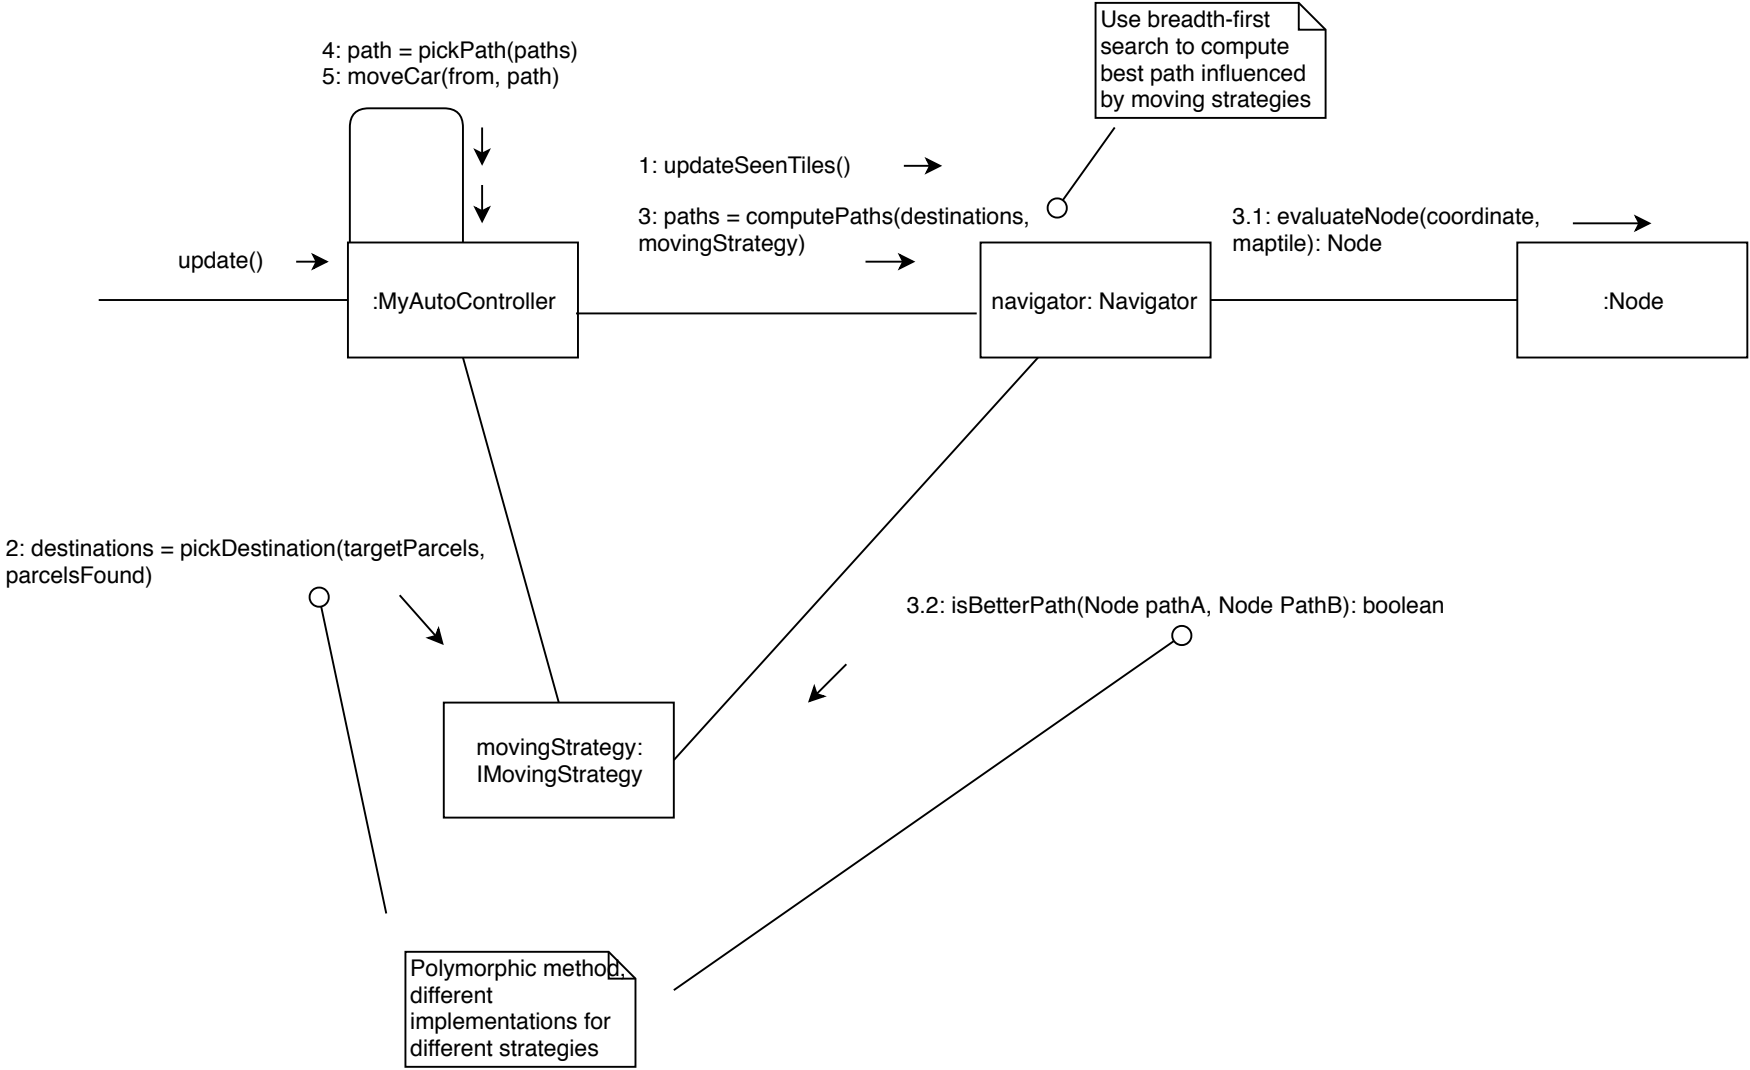 Use breadth-first
search to compute
best path influenced
by moving strategies
4: path = pickPath(paths)
5: moveCar(from, path)
1: updateSeenTiles()
3: paths = computePaths(destinations,
movingStrategy)
3.1: evaluateNode(coordinate,
maptile): Node
update()
:MyAutoController
navigator: Navigator
:Node
2: destinations = pickDestination(targetParcels,
parcelsFound)
3.2: isBetterPath(Node pathA, Node PathB): boolean
movingStrategy:
IMovingStrategy
Polymorphic method,
different
implementations for
different strategies